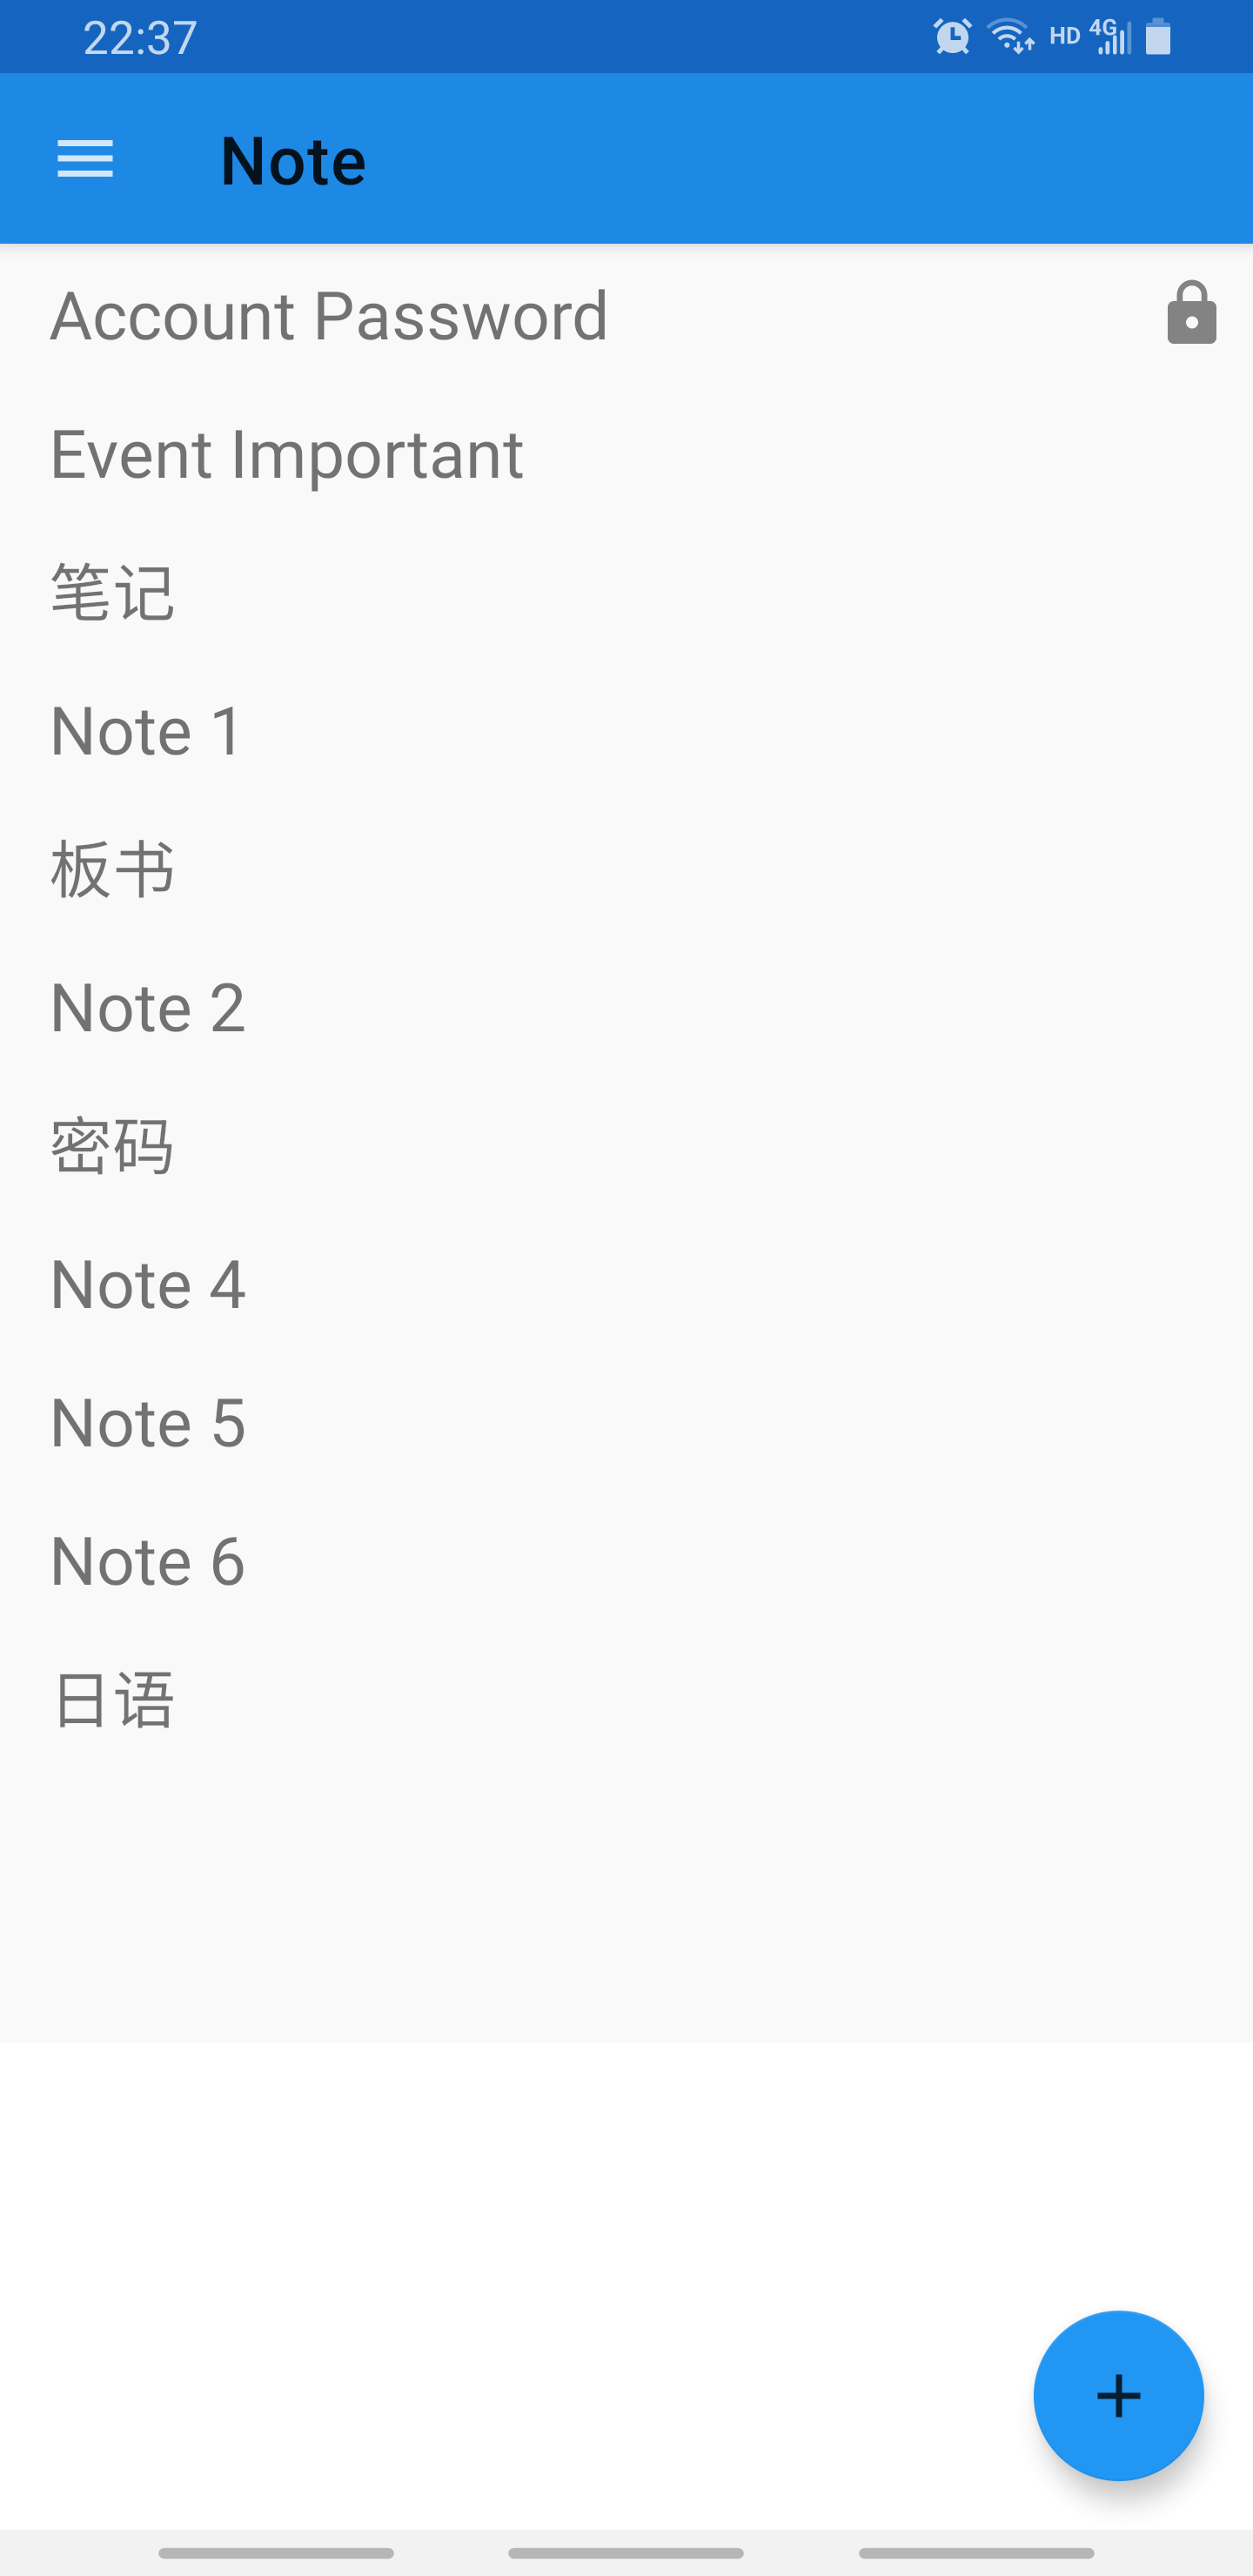 22:37
HD 4G
Note
Account Password
Event Important
笔记
Note 1
板书
Note 2
密码
Note 4
Note 5
Note 6
日语